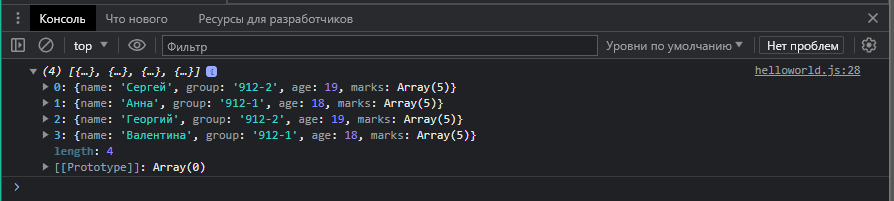 Консоль Что нового Ресурсы для разработчиков
top Фильтр Уровни по умолчанию Нет проблем
(4) [{…}, {…}, {…}, {…}] i helloworld.js:28
0: {name: 'Сергей', group: '912-2', age: 19, marks: Array(5)}
1: {name: 'Анна', group: '912-1', age: 18, marks: Array(5)}
2: {name: 'Георгий', group: '912-2', age: 19, marks: Array(5)}
3: {name: 'Валентина', group: '912-1', age: 18, marks: Array(5)}
length: 4
[[Prototype]]: Array(0)